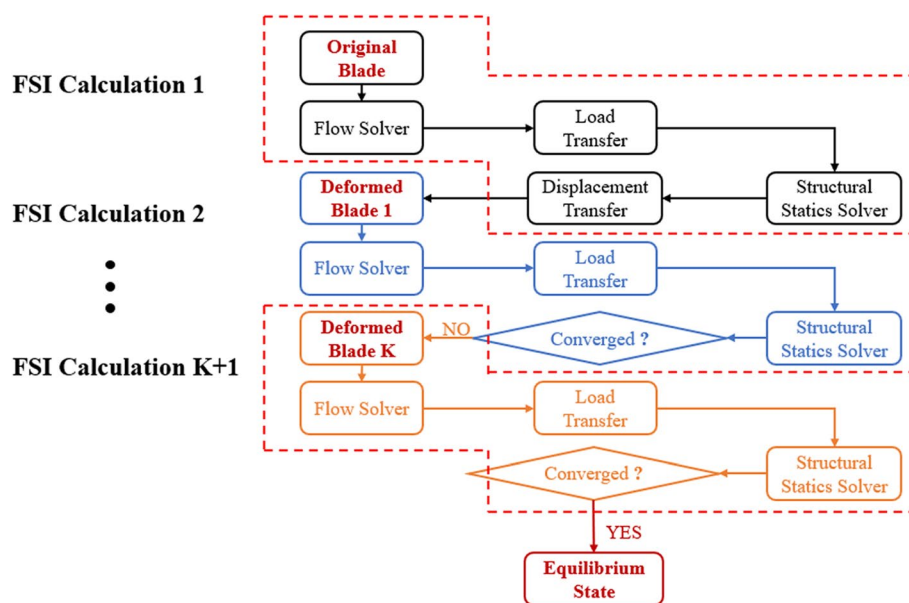 FSI Calculation 1
Original
Blade
Flow Solver
Load
Transfer
Structural
Statics Solver
Displacement
Transfer
FSI Calculation 2
Deformed
Blade 1
Flow Solver
Load
Transfer
Structural
Statics Solver
Converged ?
NO
FSI Calculation K+1
Deformed
Blade K
Flow Solver
Load
Transfer
Structural
Statics Solver
Converged ?
YES
Equilibrium
State